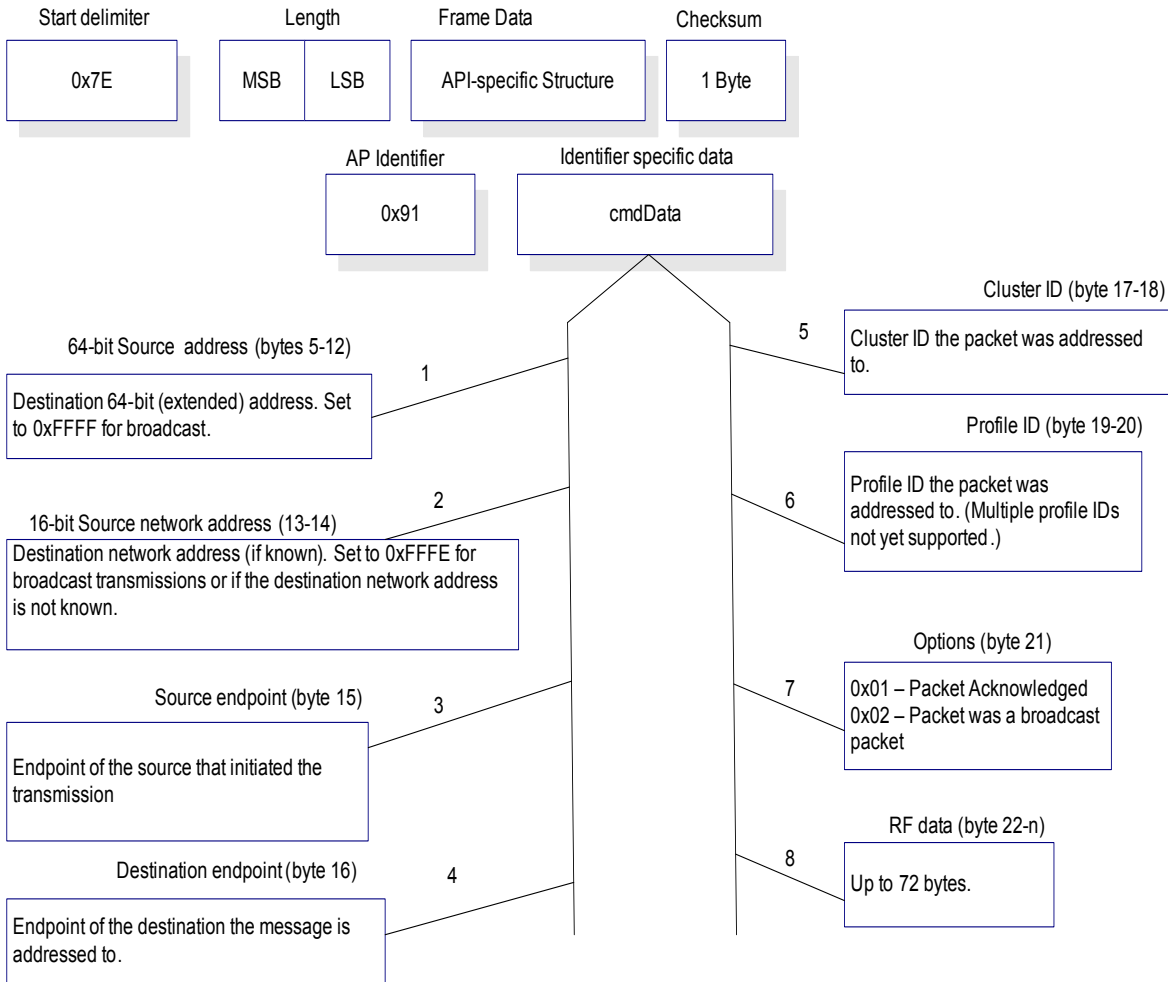 Start delimiter
Length
Frame Data
Checksum
0x7E
MSB
LSB
API-specific Structure
1 Byte
AP Identifier
Identifier specific data
0x91
cmdData
64-bit Source address (bytes 5-12)
1
Destination 64-bit (extended) address. Set
to 0xFFFF for broadcast.
16-bit Source network address (13-14)
2
Destination network address (if known). Set to 0xFFFE for
broadcast transmissions or if the destination network address
is not known.
Source endpoint (byte 15)
3
Endpoint of the source that initiated the
transmission
Destination endpoint (byte 16)
4
Endpoint of the destination the message is
addressed to.
Cluster ID (byte 17-18)
5
Cluster ID the packet was addressed
to.
Profile ID (byte 19-20)
6
Profile ID the packet was
addressed to. (Multiple profile IDs
not yet supported.)
Options (byte 21)
7
0x01 – Packet Acknowledged
0x02 – Packet was a broadcast
packet
RF data (byte 22-n)
8
Up to 72 bytes.